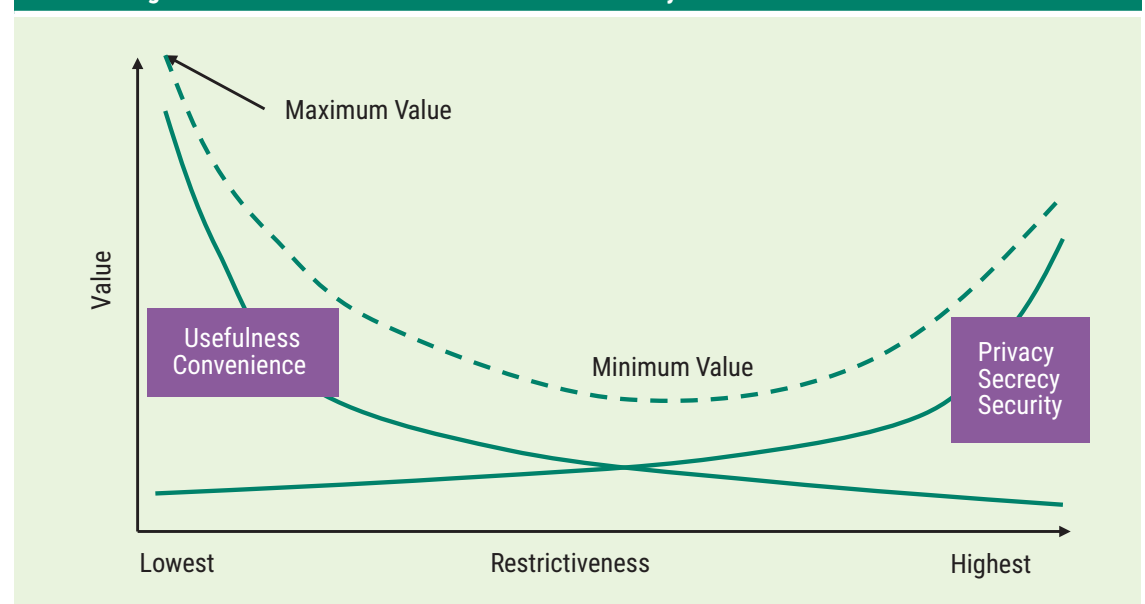 Maximum Value
Value
Usefulness
Convenience
Minimum Value
Privacy
Secrecy
Security
Lowest
Restrictiveness
Highest